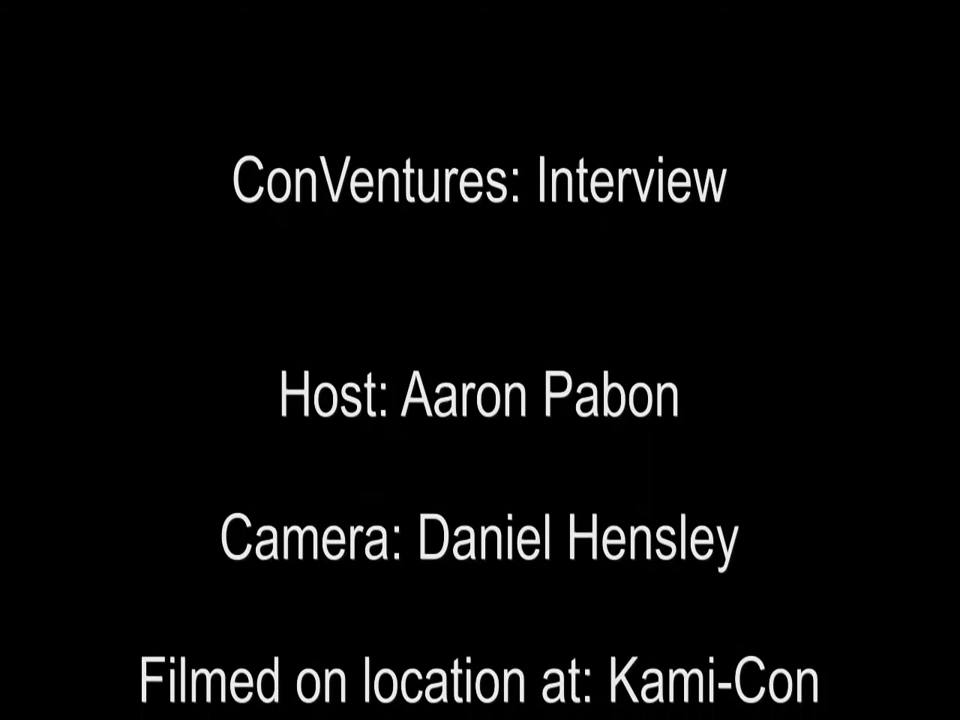 ConVentures: Interview
Host: Aaron Pabon
Camera: Daniel Hensley
Filmed on location at: Kami-Con